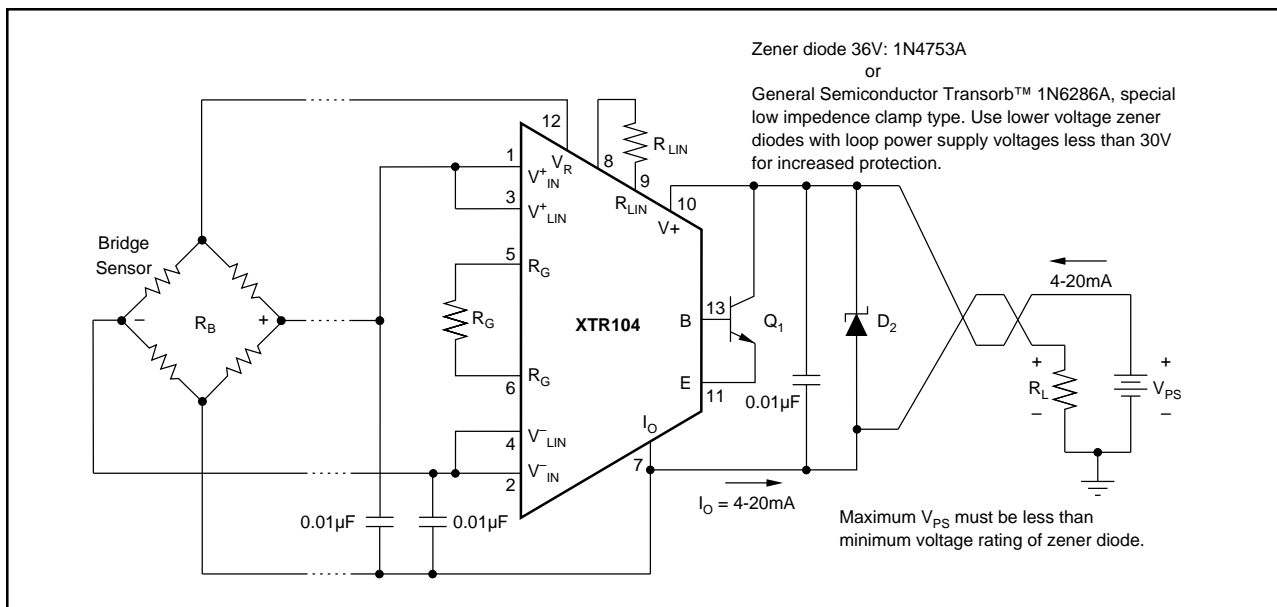 Zener diode 36V: 1N4753A
or
General Semiconductor Transorb™ 1N6286A, special
low impedence clamp type. Use lower voltage zener
diodes with loop power supply voltages less than 30V
for increased protection.
12
V_R
8
R_LIN
9
R_LIN
10
V+
1
V⁺_IN
3
V⁺_LIN
Bridge
Sensor
5
R_G
4-20mA
–
R_B
+
R_G
XTR104
13
B
Q₁
D₂
R_G
6
E
11
0.01µF
+
R_L
–
+
V_PS
–
I_O
V⁻_LIN
4
7
V⁻_IN
2
I_O = 4-20mA
0.01µF
0.01µF
Maximum V_PS must be less than
minimum voltage rating of zener diode.